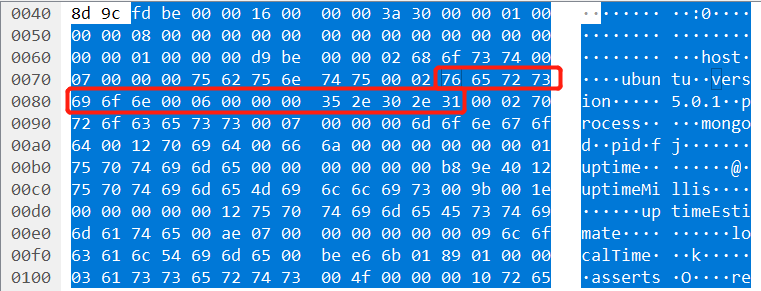 0040 8d 9c fd be 00 00 16 00 00 00 3a 30 00 00 01 00 ·········· ··:0····
0050 00 00 08 00 00 00 00 00 00 00 00 00 00 00 00 00 ········ ········
0060 00 00 01 00 00 00 d9 be 00 00 02 68 6f 73 74 00 ········ ···host·
0070 07 00 00 00 75 62 75 6e 74 75 00 02 76 65 72 73 ····ubun tu··vers
0080 69 6f 6e 00 06 00 00 00 35 2e 30 2e 31 00 02 70 ion····· 5.0.1··p
0090 72 6f 63 65 73 73 00 07 00 00 00 6d 6f 6e 67 6f rocess·· ···mongo
00a0 64 00 12 70 69 64 00 66 6a 00 00 00 00 00 00 01 d··pid·f j·······
00b0 75 70 74 69 6d 65 00 00 00 00 00 00 b8 9e 40 12 uptime·· ······@·
00c0 75 70 74 69 6d 65 4d 69 6c 6c 69 73 00 9b 00 1e uptimeMi llis····
00d0 00 00 00 00 00 12 75 70 74 69 6d 65 45 73 74 69 ······up timeEsti
00e0 6d 61 74 65 00 ae 07 00 00 00 00 00 00 09 6c 6f mate···· ······lo
00f0 63 61 6c 54 69 6d 65 00 be e6 6b 01 89 01 00 00 calTime· ··k·····
0100 03 61 73 73 65 72 74 73 00 4f 00 00 00 10 72 65 ·asserts ·O····re